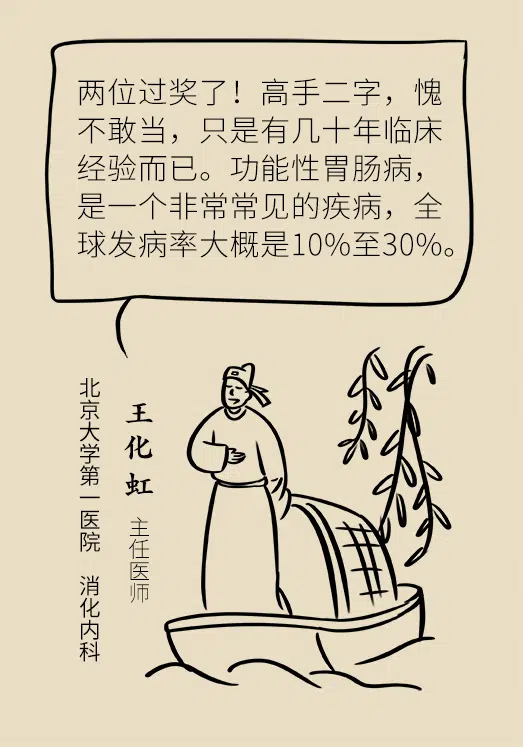 两位过奖了！高手二字，愧
不敢当，只是有几十年临床
经验而已。功能性胃肠病，
是一个非常常见的疾病，全
球发病率大概是10%至30%。
王化虹 主任医师
北京大学第一医院 消化内科